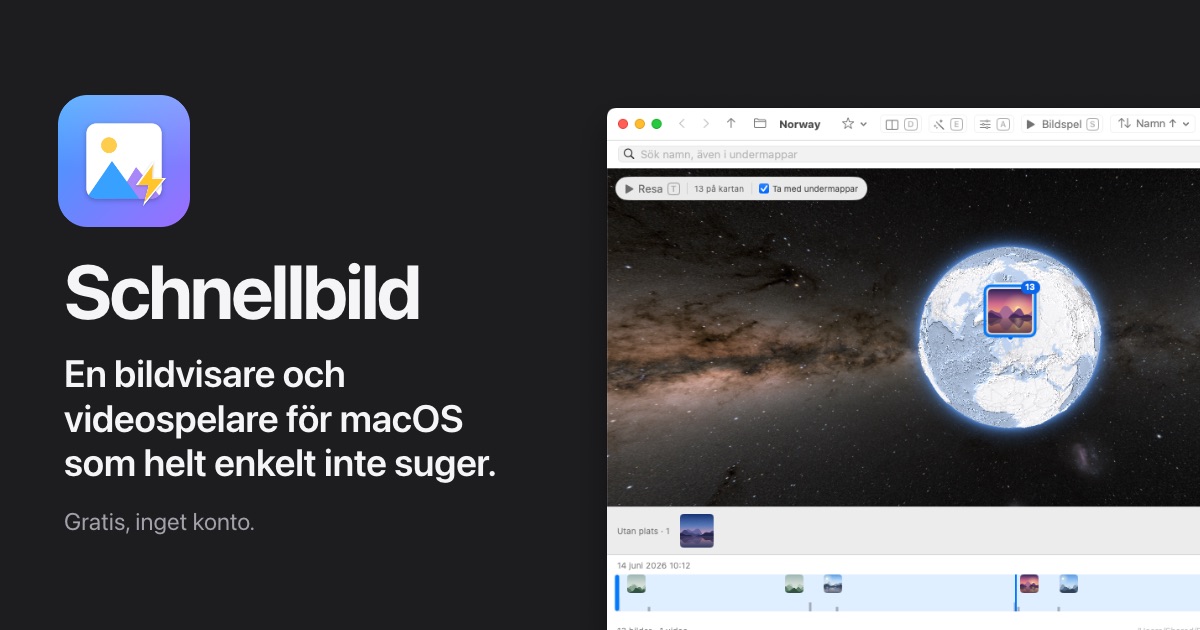 Schnellbild
En bildvisare och
videospelare för macOS
som helt enkelt inte suger.
Gratis, inget konto.
Norway
D
E
A
Bildspel S
Namn ↑
Sök namn, även i undermappar
Resa T
13 på kartan
Ta med undermappar
13
Utan plats · 1
14 juni 2026 10:12